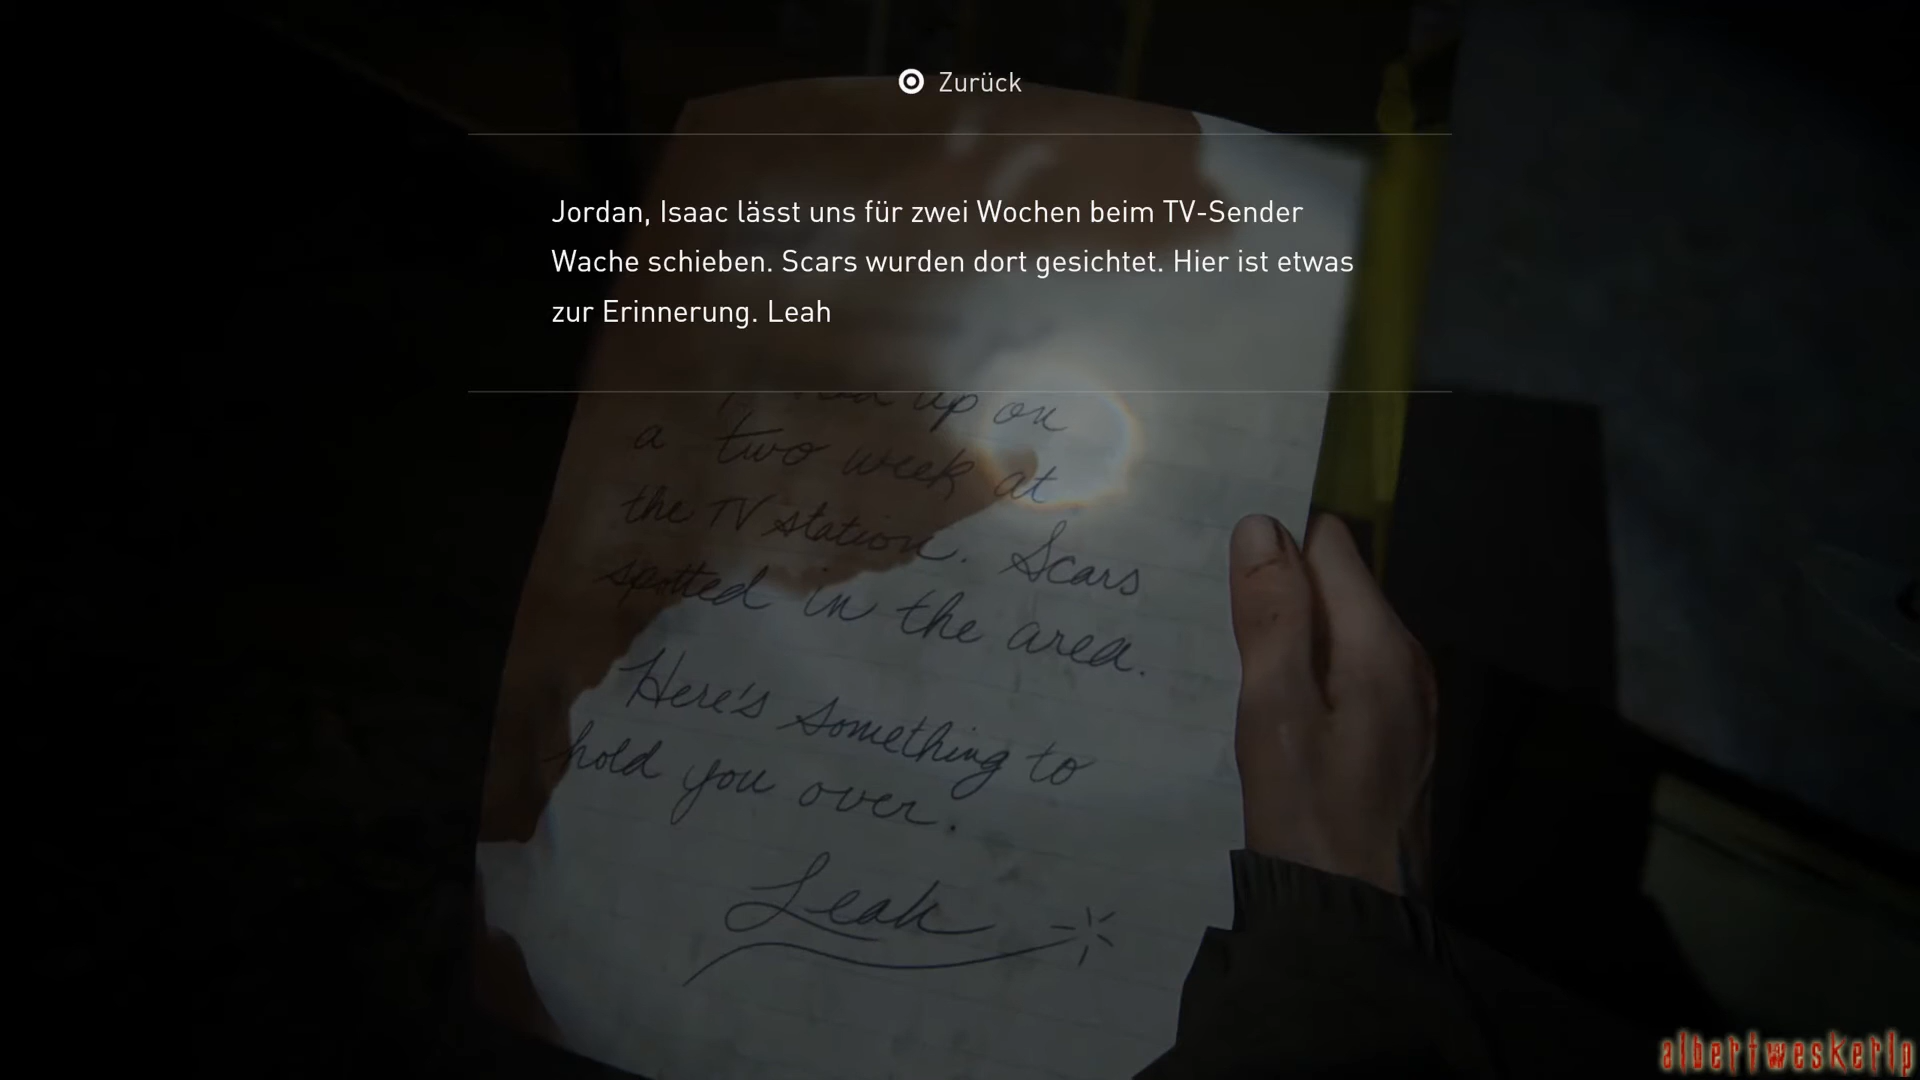 Zurück
Jordan, Isaac lässt uns für zwei Wochen beim TV-Sender
Wache schieben. Scars wurden dort gesichtet. Hier ist etwas
zur Erinnerung. Leah
up on
a two week at
the TV station. Scars
spotted in the area.
Here's something to
hold you over.
Leah
albertweskerlp